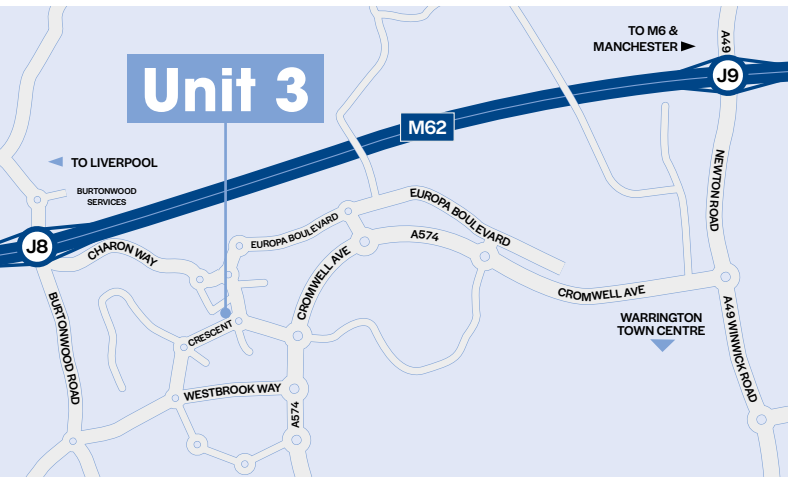 TO M6 &
MANCHESTER
A49
J9
Unit 3
M62
TO LIVERPOOL
BURTONWOOD
SERVICES
NEWTON ROAD
J8
CHARON WAY
EUROPA BOULEVARD
EUROPA BOULEVARD
A574
CROMWELL AVE
CROMWELL AVE
BURTONWOOD ROAD
CRESCENT
WARRINGTON
TOWN CENTRE
A49 WINWICK ROAD
WESTBROOK WAY
A574